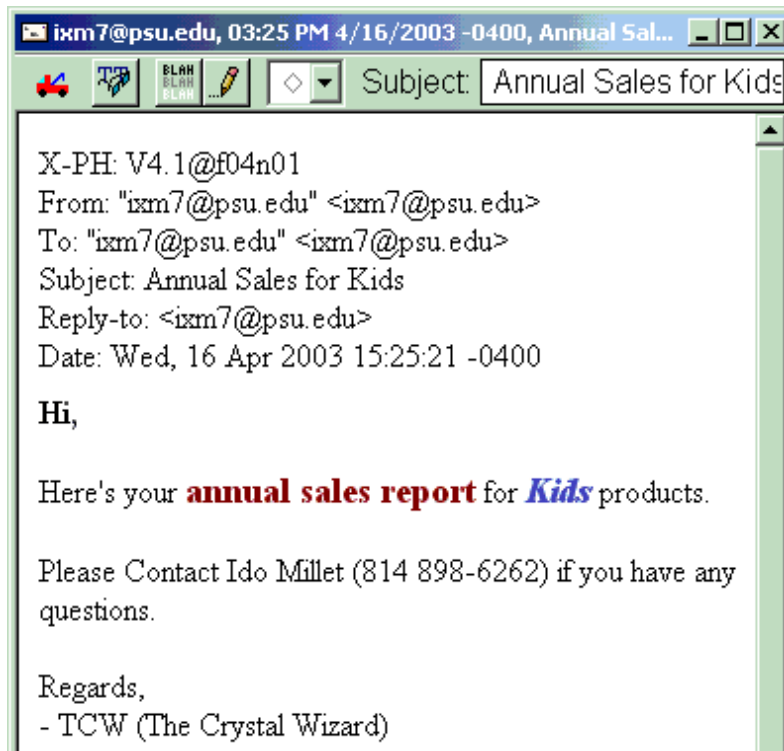 ixm7@psu.edu, 03:25 PM 4/16/2003 -0400, Annual Sal...
BLAH
BLAH
BLAH
Subject: Annual Sales for Kids
X-PH: V4.1@f04n01
From: "ixm7@psu.edu" <ixm7@psu.edu>
To: "ixm7@psu.edu" <ixm7@psu.edu>
Subject: Annual Sales for Kids
Reply-to: <ixm7@psu.edu>
Date: Wed, 16 Apr 2003 15:25:21 -0400
Hi,
Here's your annual sales report for Kids products.
Please Contact Ido Millet (814 898-6262) if you have any
questions.
Regards,
- TCW (The Crystal Wizard)